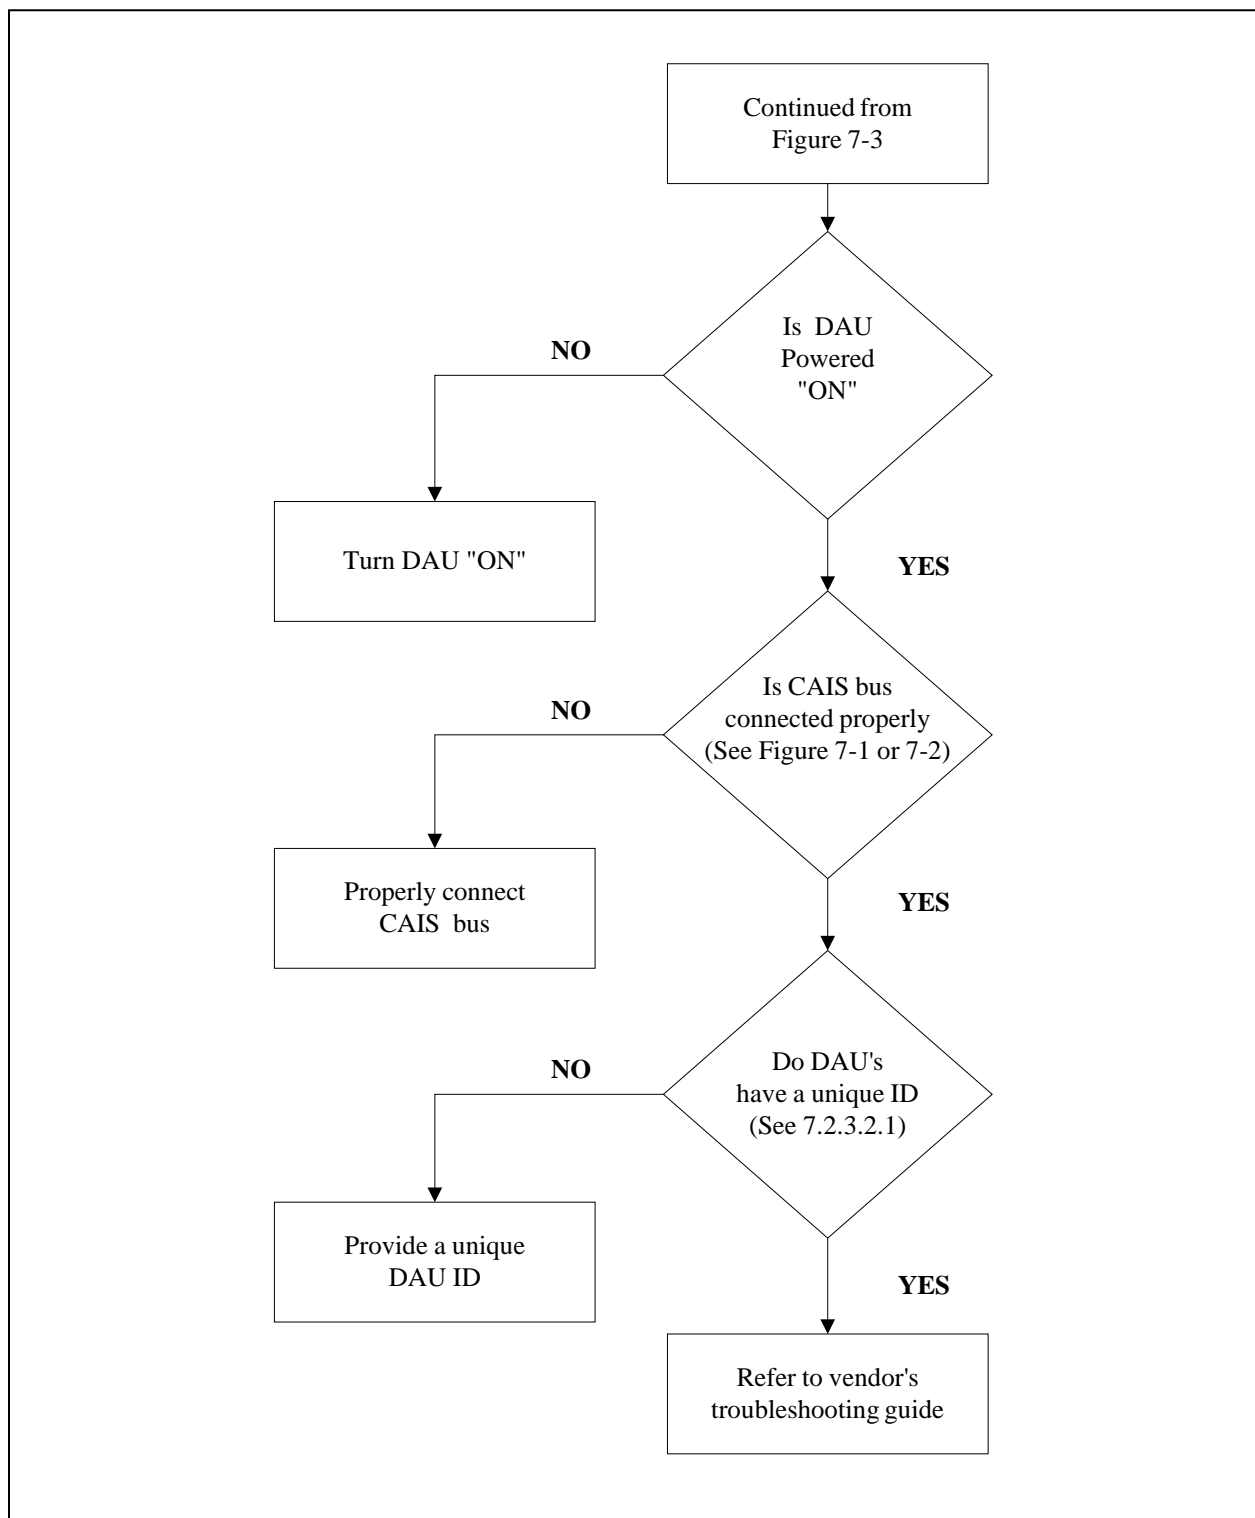 Continued from
Figure 7-3
Is DAU
Powered
"ON"
NO
Turn DAU "ON"
YES
Is CAIS bus
connected properly
(See Figure 7-1 or 7-2)
NO
Properly connect
CAIS bus
YES
Do DAU's
have a unique ID
(See 7.2.3.2.1)
NO
Provide a unique
DAU ID
YES
Refer to vendor's
troubleshooting guide